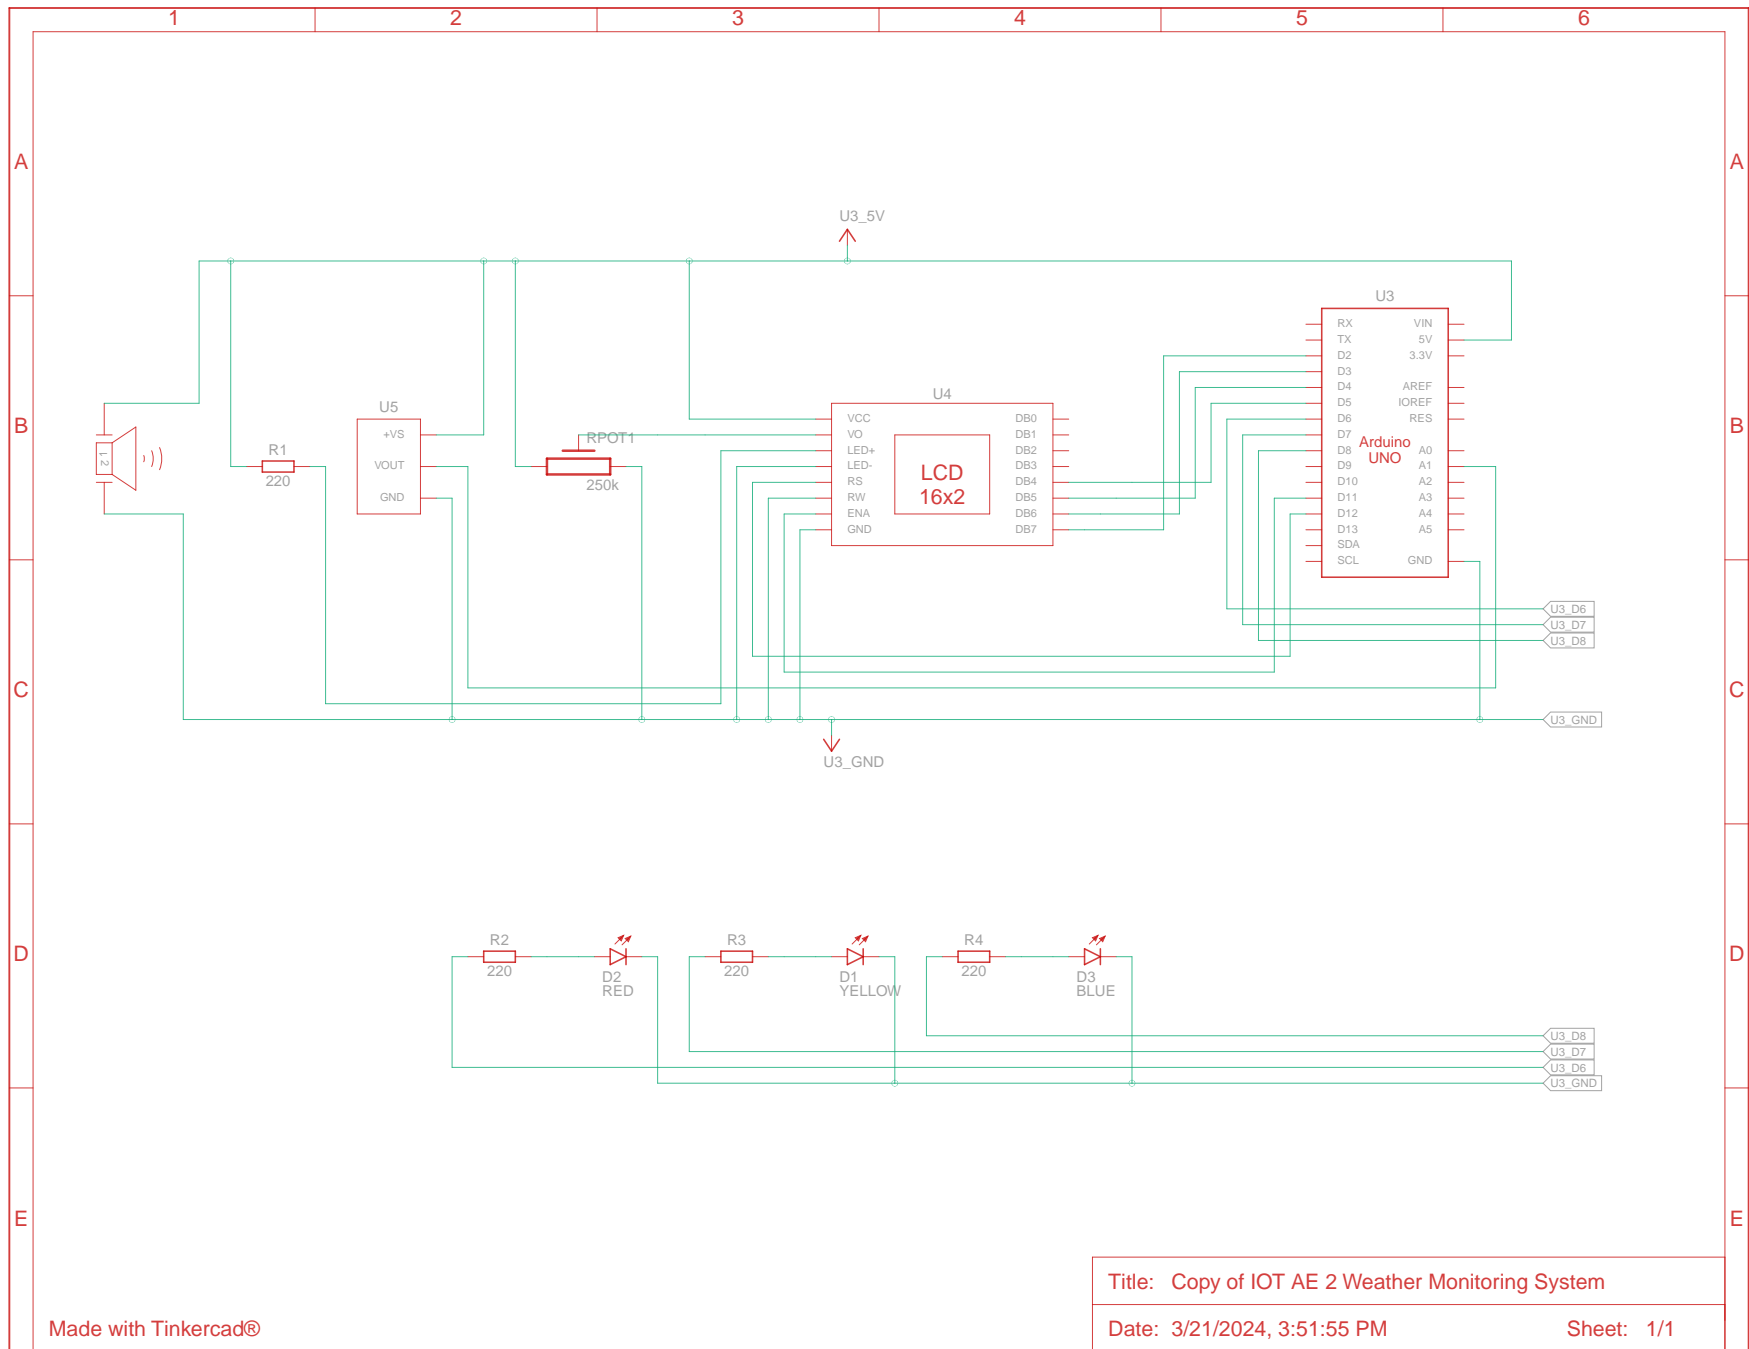 1 2 3 4 5 6
A A
U3_5V
U3
RX VIN
TX 5V
D2 3.3V
D3
D4 AREF
D5 IOREF
D6 RES
D7
D8 A0
D9 A1
D10 A2
D11 A3
D12 A4
D13 A5
SDA
SCL GND
Arduino
UNO
B B
1 2
R1
220
U5
+VS
VOUT
GND
RPOT1
250k
U4
VCC DB0
VO DB1
LED+ DB2
LED- DB3
RS DB4
RW DB5
ENA DB6
GND DB7
LCD
16x2
U3_D6
U3_D7
U3_D8
C C
U3_GND
U3_GND
D D
R2
220
D2
RED
R3
220
D1
YELLOW
R4
220
D3
BLUE
U3_D8
U3_D7
U3_D6
U3_GND
E E
Title: Copy of IOT AE 2 Weather Monitoring System
Made with Tinkercad®
Date: 3/21/2024, 3:51:55 PM Sheet: 1/1